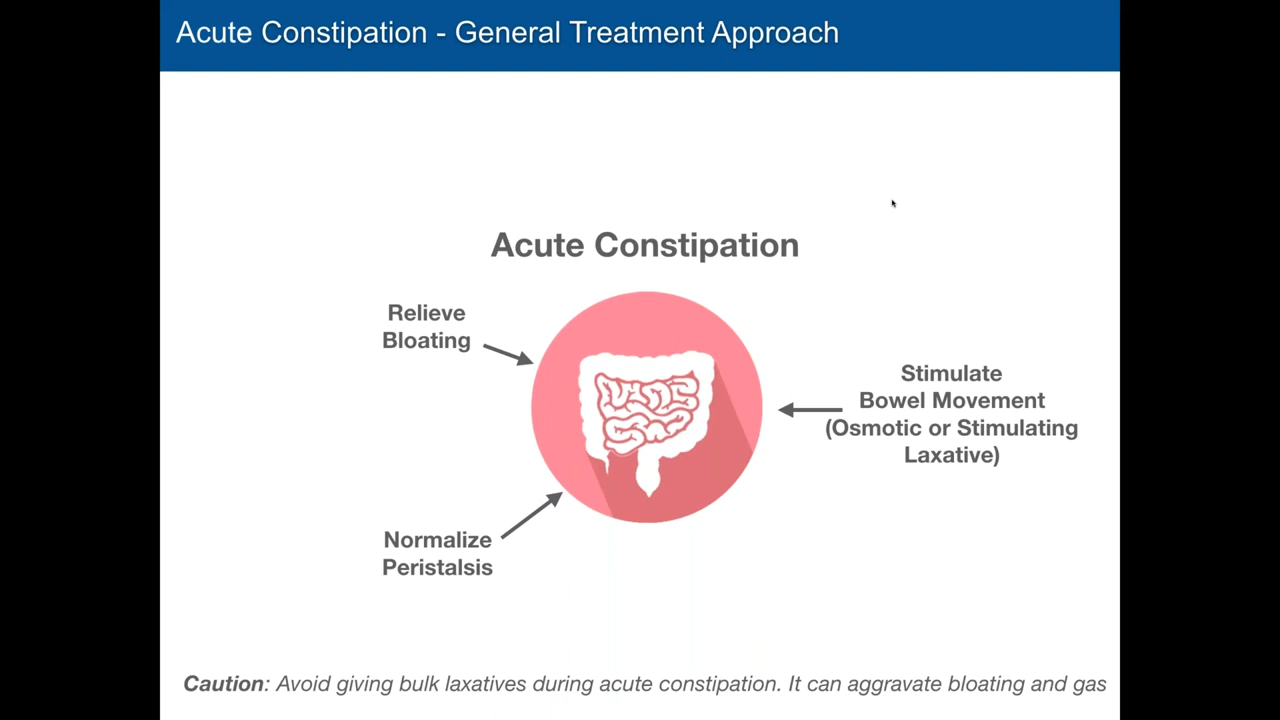 Acute Constipation - General Treatment Approach
Acute Constipation
Relieve
Bloating
Stimulate
Bowel Movement
(Osmotic or Stimulating
Laxative)
Normalize
Peristalsis
Caution: Avoid giving bulk laxatives during acute constipation. It can aggravate bloating and gas